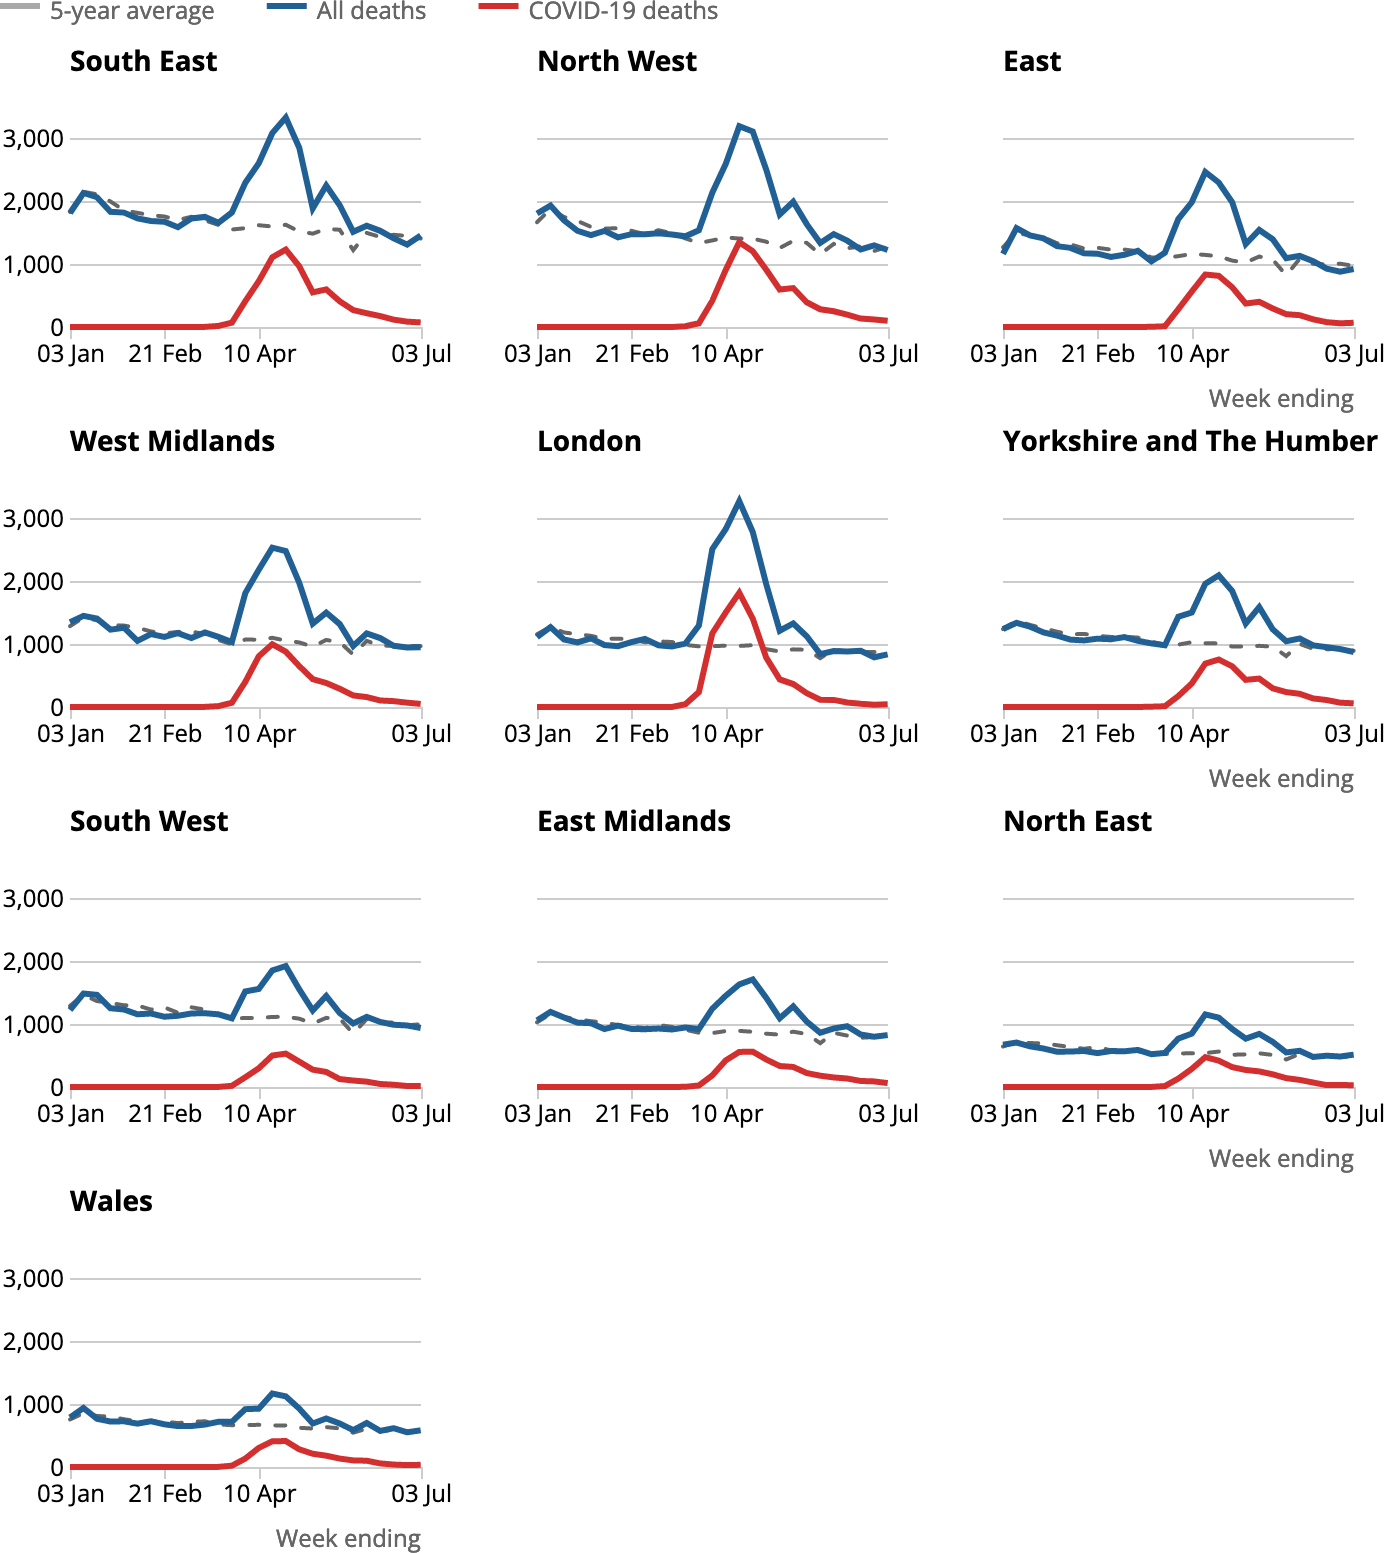 5-year average All deaths COVID-19 deaths
South East North West East
3,000
2,000
1,000
0
03 Jan 21 Feb 10 Apr 03 Jul 03 Jan 21 Feb 10 Apr 03 Jul 03 Jan 21 Feb 10 Apr 03 Jul
Week ending
West Midlands London Yorkshire and The Humber
3,000
2,000
1,000
0
03 Jan 21 Feb 10 Apr 03 Jul 03 Jan 21 Feb 10 Apr 03 Jul 03 Jan 21 Feb 10 Apr 03 Jul
Week ending
South West East Midlands North East
3,000
2,000
1,000
0
03 Jan 21 Feb 10 Apr 03 Jul 03 Jan 21 Feb 10 Apr 03 Jul 03 Jan 21 Feb 10 Apr 03 Jul
Week ending
Wales
3,000
2,000
1,000
0
03 Jan 21 Feb 10 Apr 03 Jul
Week ending